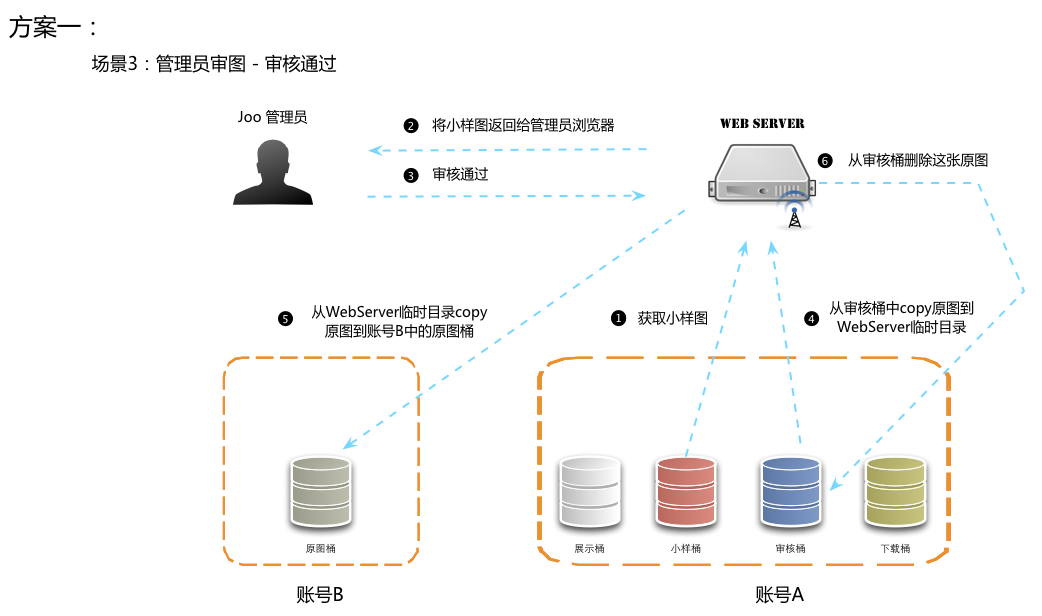 方案一：
场景3：管理员审图 - 审核通过
Joo 管理员
❷ 将小样图返回给管理员浏览器
❸ 审核通过
WEB SERVER
❻ 从审核桶删除这张原图
❺ 从WebServer临时目录copy
原图到账号B中的原图桶
❶ 获取小样图
❹ 从审核桶中copy原图到
WebServer临时目录
原图桶
展示桶
小样桶
审核桶
下载桶
账号B
账号A